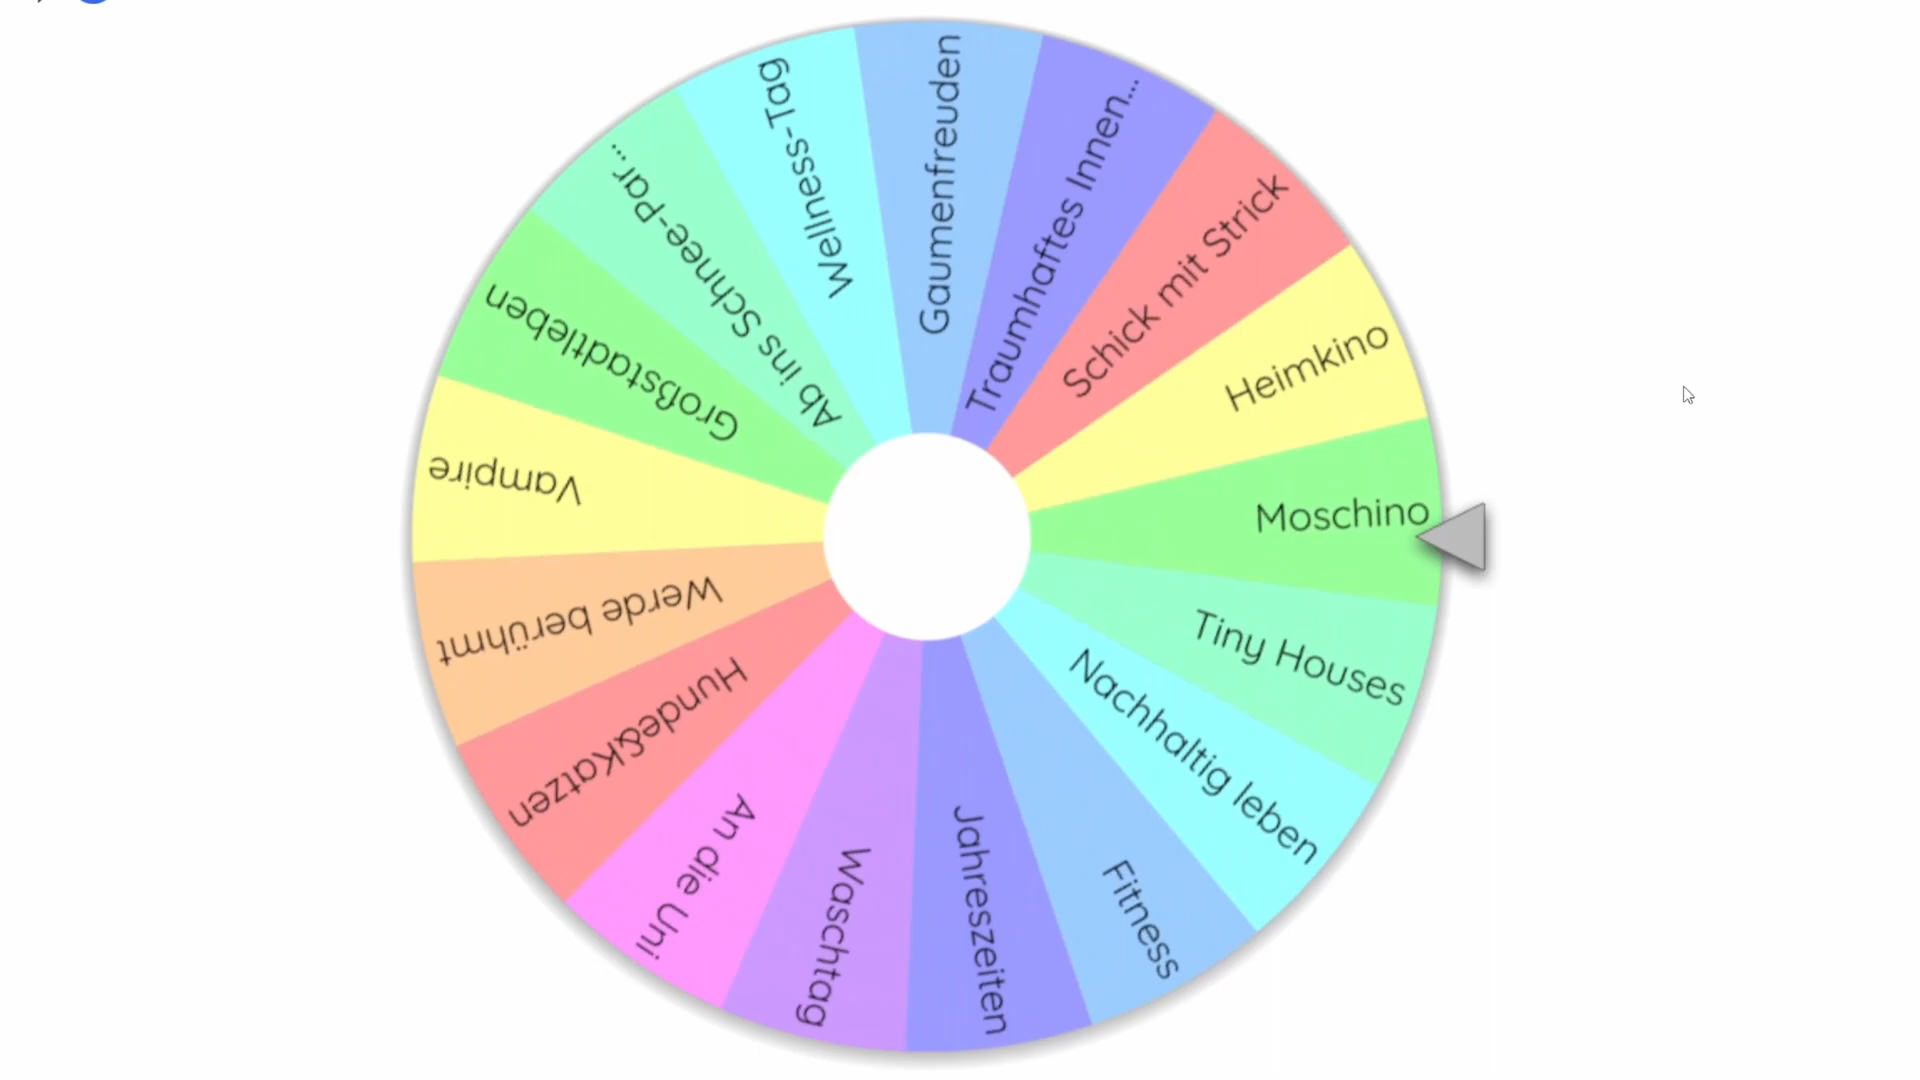 Gaumenfreuden
Traumhaftes Innen...
Schick mit Strick
Heimkino
Moschino
Tiny Houses
Nachhaltig leben
Fitness
Jahreszeiten
Waschtag
An die Uni
Hunde&Katzen
Werde berühmt
Vampire
Großstadtleben
Ab ins Schnee-Par...
Wellness-Tag